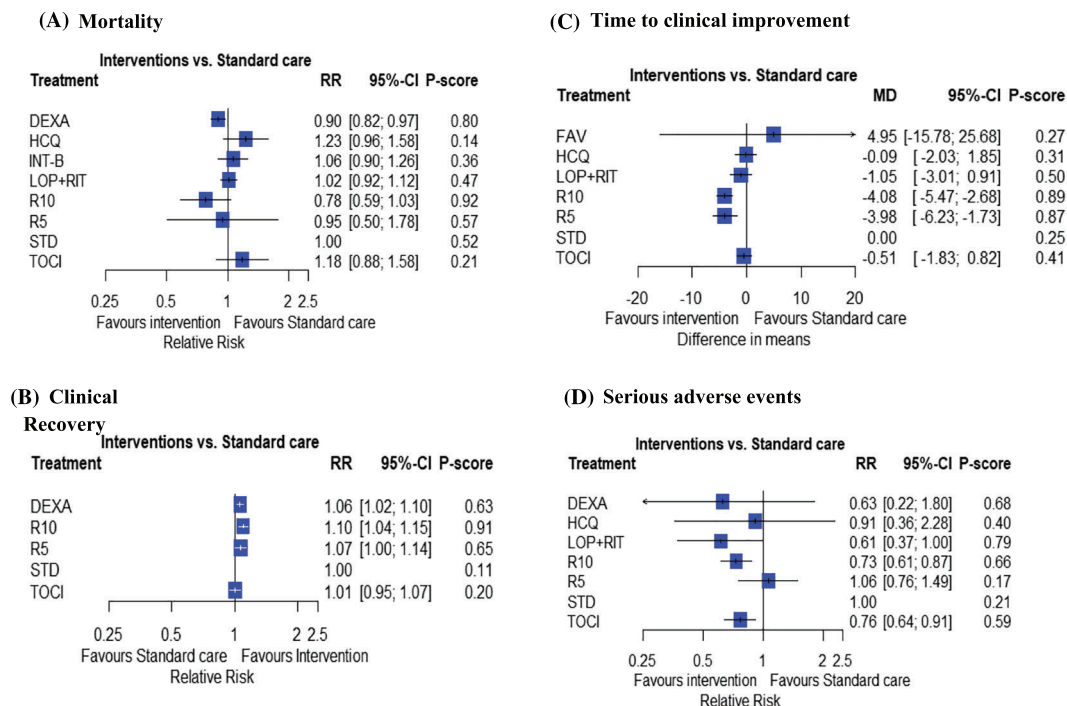 (A) Mortality
Interventions vs. Standard care
Treatment RR 95%-CI P-score
DEXA 0.90 [0.82; 0.97] 0.80
HCQ 1.23 [0.96; 1.58] 0.14
INT-B 1.06 [0.90; 1.26] 0.36
LOP+RIT 1.02 [0.92; 1.12] 0.47
R10 0.78 [0.59; 1.03] 0.92
R5 0.95 [0.50; 1.78] 0.57
STD 1.00 0.52
TOCI 1.18 [0.88; 1.58] 0.21
0.25 0.5 1 2 2.5
Favours intervention Favours Standard care
Relative Risk
(B) Clinical
Recovery
Interventions vs. Standard care
Treatment RR 95%-CI P-score
DEXA 1.06 [1.02; 1.10] 0.63
R10 1.10 [1.04; 1.15] 0.91
R5 1.07 [1.00; 1.14] 0.65
STD 1.00 0.11
TOCI 1.01 [0.95; 1.07] 0.20
0.25 0.5 1 2 2.5
Favours Standard care Favours Intervention
Relative Risk
(C) Time to clinical improvement
Interventions vs. Standard care
Treatment MD 95%-CI P-score
FAV 4.95 [-15.78; 25.68] 0.27
HCQ -0.09 [ -2.03; 1.85] 0.31
LOP+RIT -1.05 [ -3.01; 0.91] 0.50
R10 -4.08 [ -5.47; -2.68] 0.89
R5 -3.98 [ -6.23; -1.73] 0.87
STD 0.00 0.25
TOCI -0.51 [ -1.83; 0.82] 0.41
-20 -10 0 10 20
Favours intervention Favours Standard care
Difference in means
(D) Serious adverse events
Interventions vs. Standard care
Treatment RR 95%-CI P-score
DEXA 0.63 [0.22; 1.80] 0.68
HCQ 0.91 [0.36; 2.28] 0.40
LOP+RIT 0.61 [0.37; 1.00] 0.79
R10 0.73 [0.61; 0.87] 0.66
R5 1.06 [0.76; 1.49] 0.17
STD 1.00 0.21
TOCI 0.76 [0.64; 0.91] 0.59
0.25 0.5 1 2 2.5
Favours intervention Favours Standard care
Relative Risk